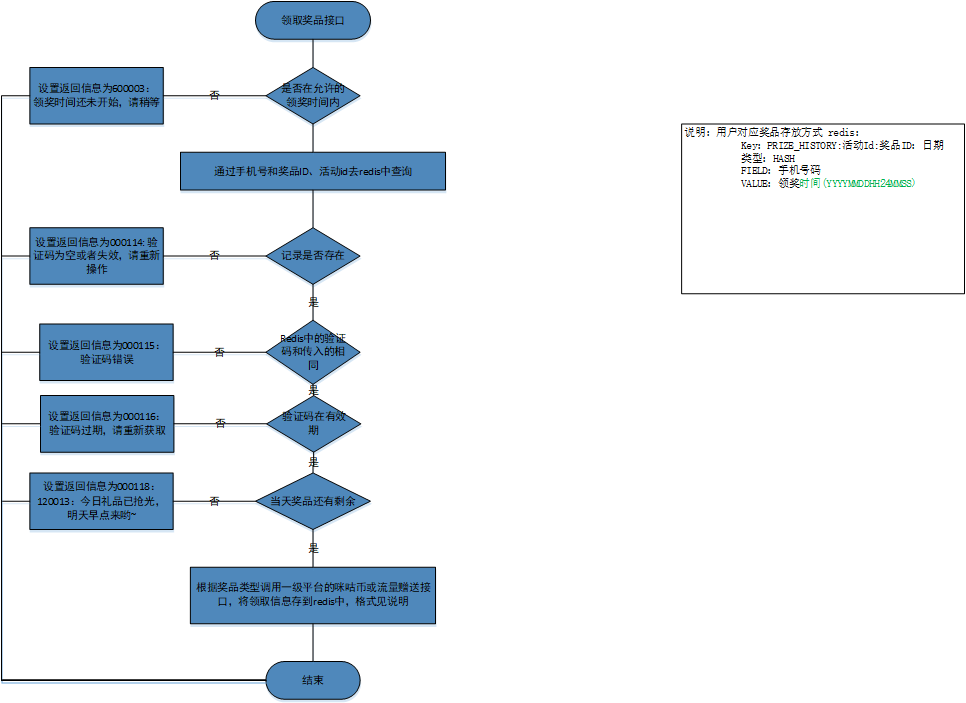 领取奖品接口
是否在允许的
领奖时间内
否
设置返回信息为600003：
领奖时间还未开始，请稍等
通过手机号和奖品ID、活动id去redis中查询
记录是否存在
否
设置返回信息为000114: 验
证码为空或者失效，请重新
操作
是
Redis中的验证
码和传入的相
同
否
设置返回信息为000115：
验证码错误
是
验证码在有效
期
否
设置返回信息为000116：
验证码过期，请重新获取
是
当天奖品还有剩余
否
设置返回信息为000118：
120013：今日礼品已抢光，
明天早点来哟~
是
根据奖品类型调用一级平台的咪咕币或流量赠送接
口，将领取信息存到redis中，格式见说明
结束
说明：用户对应奖品存放方式 redis：
Key：PRIZE_HISTORY:活动Id:奖品ID：日期
类型：HASH
FIELD：手机号码
VALUE：领奖时间(YYYYMMDDHH24MMSS)